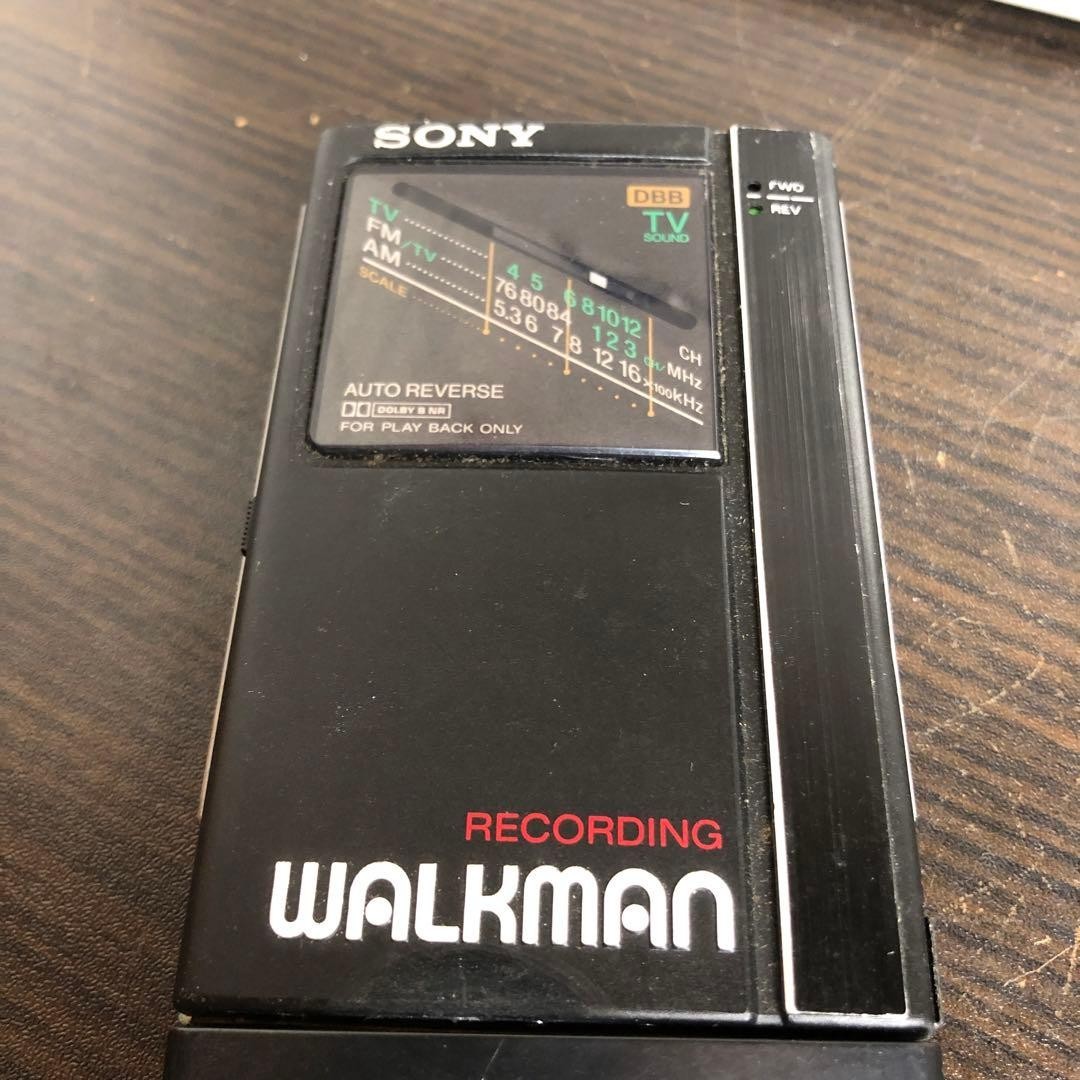 SONY
FWD
REV
DBB
TV
SOUND
TV
FM/TV
AM
SCALE
4 5 6 8 10 12
76 80 84 1 2 3
5.3 6 7 8 12 16
CH
CH/MHz
×100kHz
AUTO REVERSE
DOLBY B NR
FOR PLAY BACK ONLY
RECORDING
WALKMAN